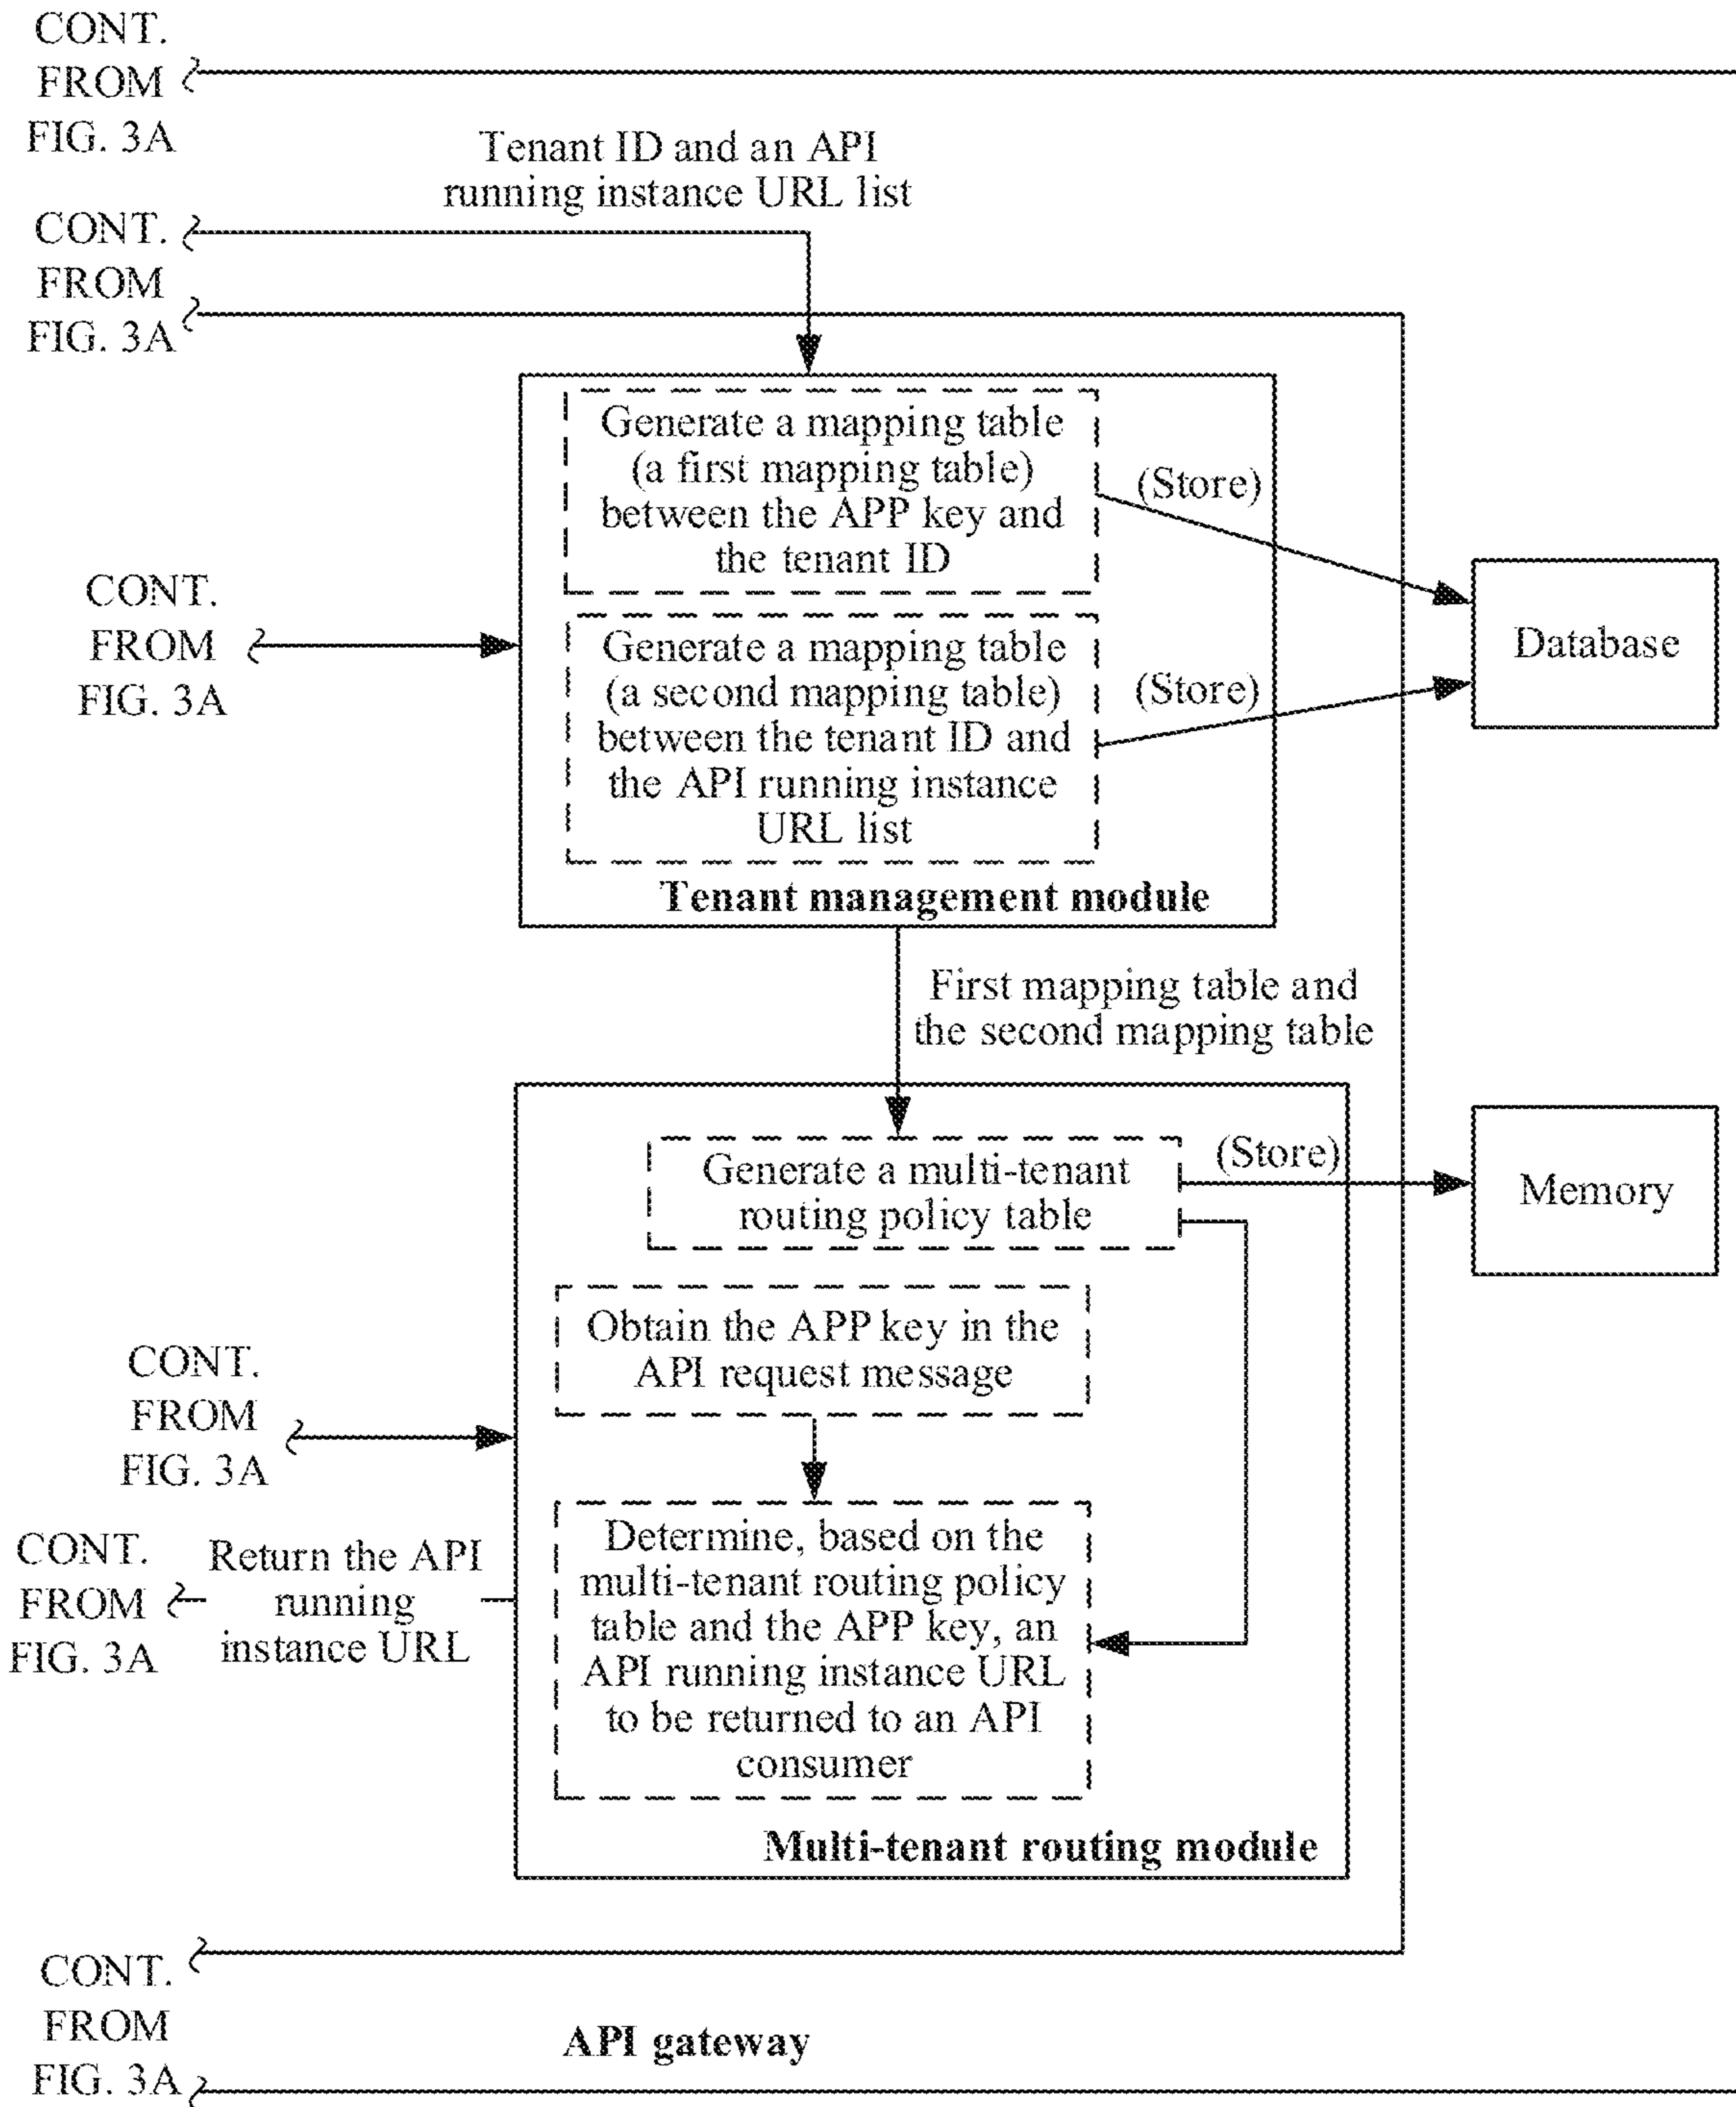 CONT.
FROM
FIG. 3A
Tenant ID and an API
running instance URL list
CONT.
FROM
FIG. 3A
Generate a mapping table
(a first mapping table)
between the APP key and
the tenant ID
(Store)
CONT.
FROM
FIG. 3A
Database
Generate a mapping table
(a second mapping table)
between the tenant ID and
the API running instance
URL list
(Store)
Tenant management module
First mapping table and
the second mapping table
Generate a multi-tenant
routing policy table
(Store)
Memory
Obtain the APP key in the
API request message
CONT.
FROM
FIG. 3A
CONT.
FROM
FIG. 3A
Return the API
running
instance URL
Determine, based on the
multi-tenant routing policy
table and the APP key, an
API running instance URL
to be returned to an API
consumer
Multi-tenant routing module
CONT.
FROM
FIG. 3A
API gateway